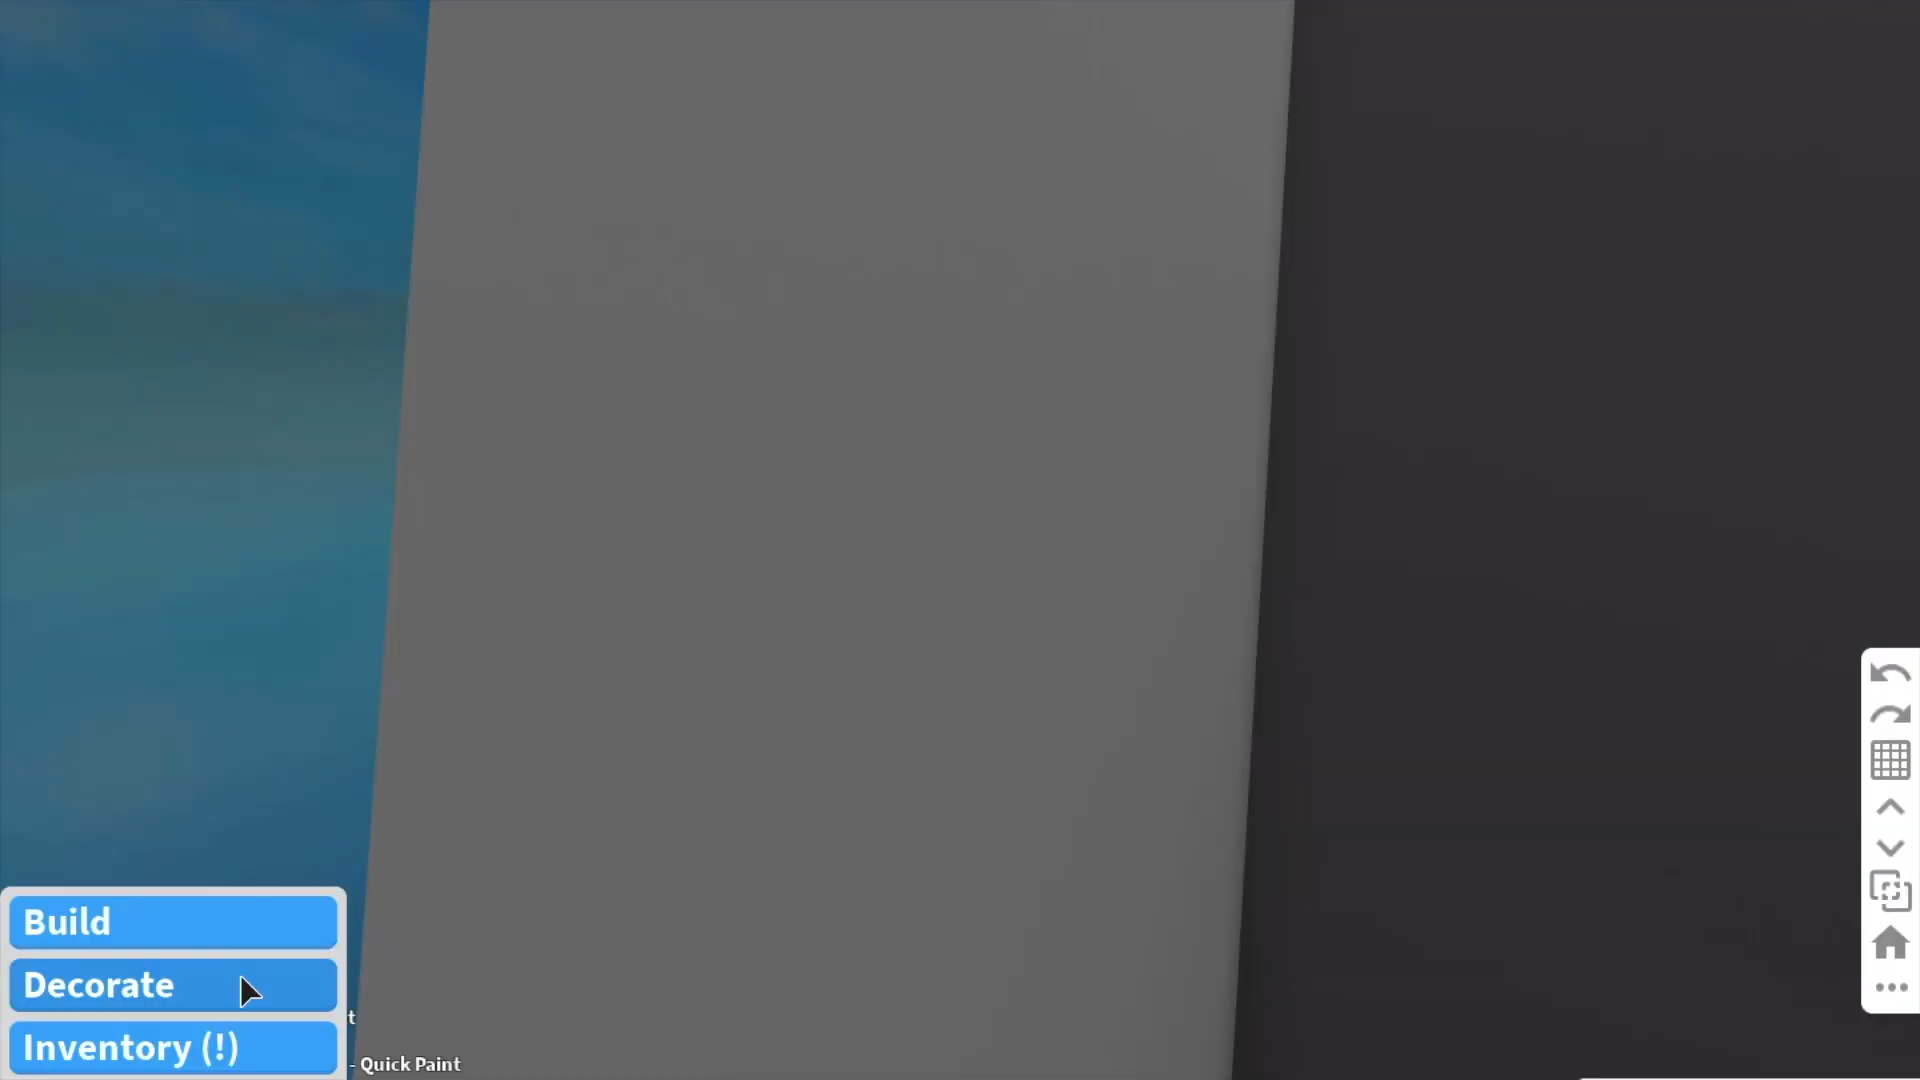 Build
Decorate
t
Inventory (!)
- Quick Paint